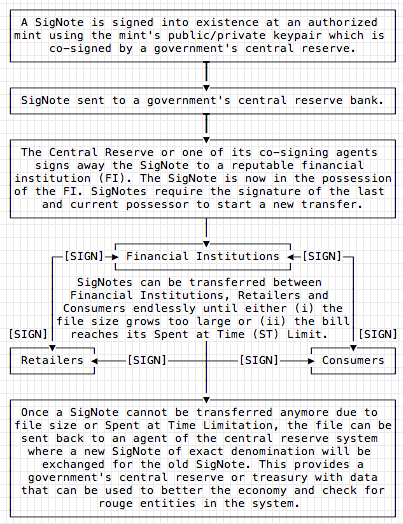 A SigNote is signed into existence at an authorized
mint using the mint's public/private keypair which is
co-signed by a government's central reserve.
SigNote sent to a government's central reserve bank.
The Central Reserve or one of its co-signing agents
signs away the SigNote to a reputable financial
institution (FI). The SigNote is now in the possession
of the FI. SigNotes require the signature of the last
and current possessor to start a new transfer.
[SIGN] Financial Institutions [SIGN]
SigNotes can be transferred between
Financial Institutions, Retailers and
Consumers endlessly until either (i) the
file size grows too large or (ii) the bill
[SIGN] reaches its Spent at Time (ST) Limit. [SIGN]
Retailers [SIGN] [SIGN] Consumers
Once a SigNote cannot be transferred anymore due to
file size or Spent at Time Limitation, the file can be
sent back to an agent of the central reserve system
where a new SigNote of exact denomination will be
exchanged for the old SigNote. This provides a
government's central reserve or treasury with data
that can be used to better the economy and check for
rouge entities in the system.